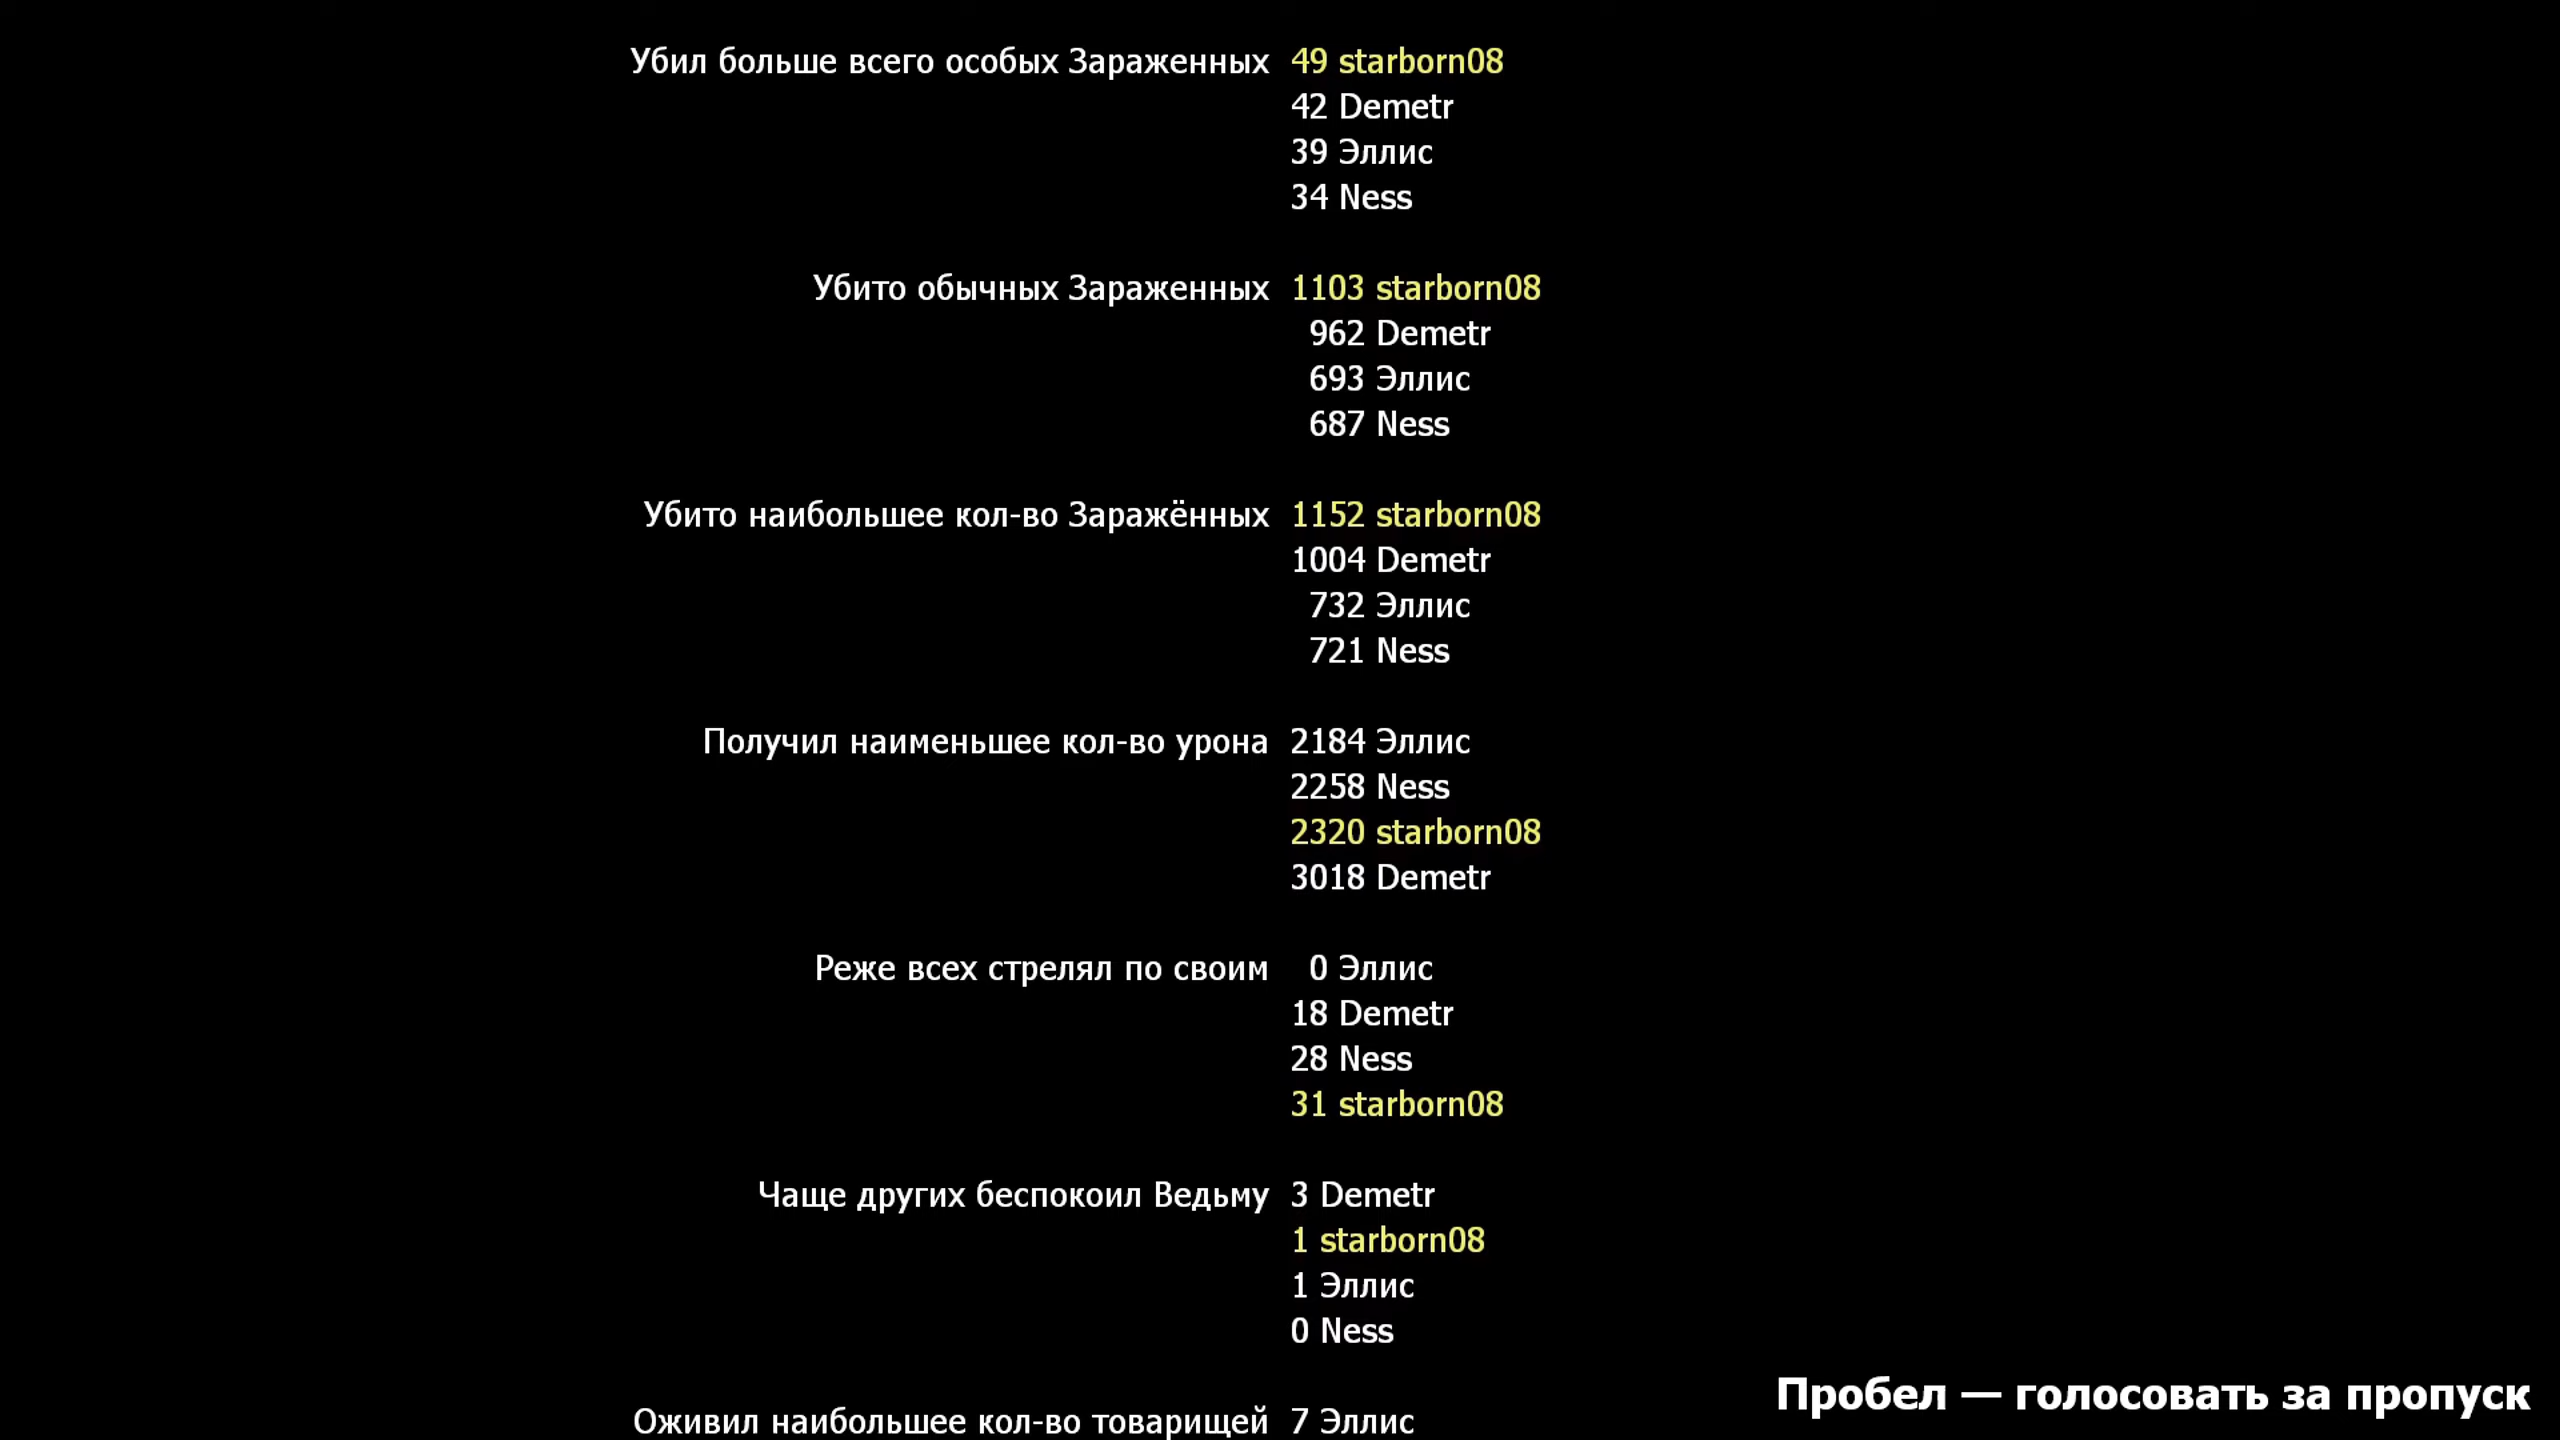 Убил больше всего особых Зараженных 49 starborn08
42 Demetr
39 Эллис
34 Ness
Убито обычных Зараженных 1103 starborn08
962 Demetr
693 Эллис
687 Ness
Убито наибольшее кол-во Заражённых 1152 starborn08
1004 Demetr
732 Эллис
721 Ness
Получил наименьшее кол-во урона 2184 Эллис
2258 Ness
2320 starborn08
3018 Demetr
Реже всех стрелял по своим 0 Эллис
18 Demetr
28 Ness
31 starborn08
Чаще других беспокоил Ведьму 3 Demetr
1 starborn08
1 Эллис
0 Ness
Оживил наибольшее кол-во товарищей 7 Эллис
Пробел — голосовать за пропуск